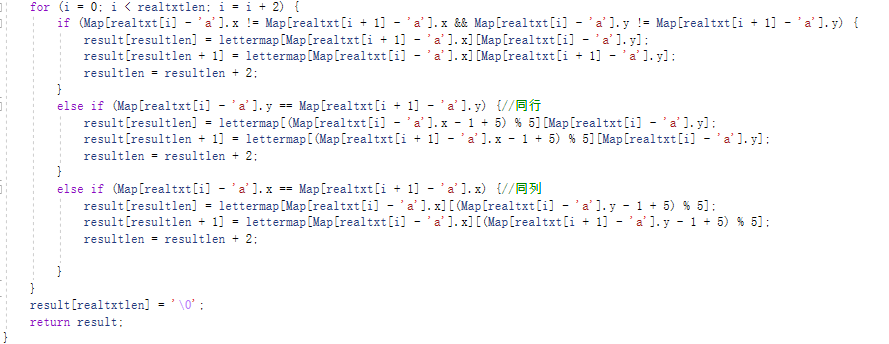 for (i = 0; i < realtxtlen; i = i + 2) {
if (Map[realtxt[i] - 'a'].x != Map[realtxt[i + 1] - 'a'].x && Map[realtxt[i] - 'a'].y != Map[realtxt[i + 1] - 'a'].y) {
result[resultlen] = lettermap[Map[realtxt[i + 1] - 'a'].x][Map[realtxt[i] - 'a'].y];
result[resultlen + 1] = lettermap[Map[realtxt[i] - 'a'].x][Map[realtxt[i + 1] - 'a'].y];
resultlen = resultlen + 2;
}
else if (Map[realtxt[i] - 'a'].y == Map[realtxt[i + 1] - 'a'].y) {//同行
result[resultlen] = lettermap[(Map[realtxt[i] - 'a'].x - 1 + 5) % 5][Map[realtxt[i] - 'a'].y];
result[resultlen + 1] = lettermap[(Map[realtxt[i + 1] - 'a'].x - 1 + 5) % 5][Map[realtxt[i] - 'a'].y];
resultlen = resultlen + 2;
}
else if (Map[realtxt[i] - 'a'].x == Map[realtxt[i + 1] - 'a'].x) {//同列
result[resultlen] = lettermap[Map[realtxt[i] - 'a'].x][(Map[realtxt[i] - 'a'].y - 1 + 5) % 5];
result[resultlen + 1] = lettermap[Map[realtxt[i] - 'a'].x][(Map[realtxt[i + 1] - 'a'].y - 1 + 5) % 5];
resultlen = resultlen + 2;
}
}
result[realtxtlen] = '\0';
return result;
}